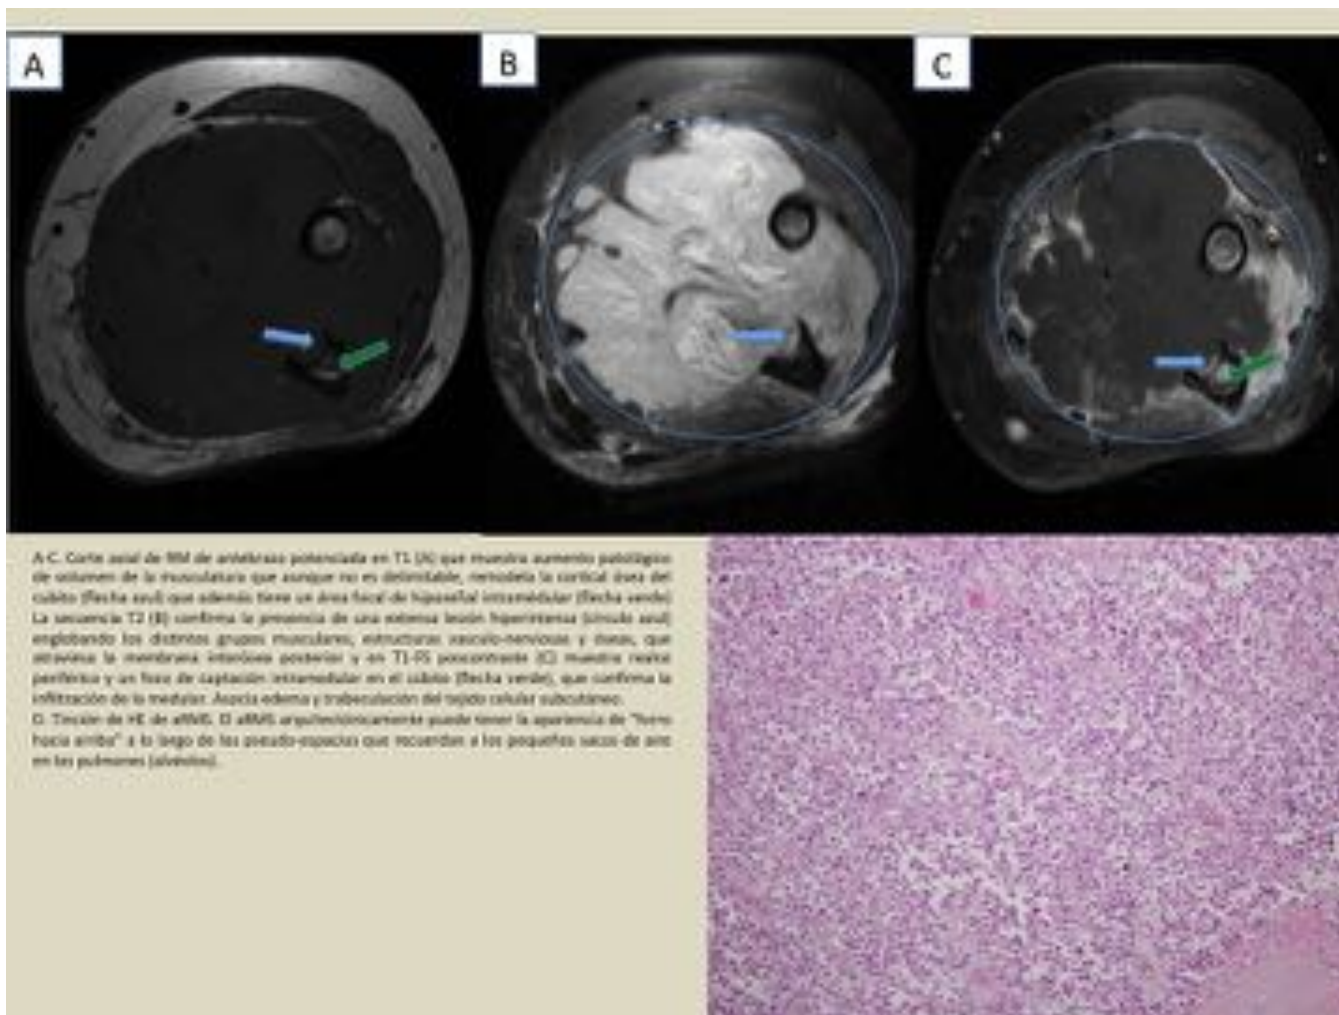 A
B
C
A-C. Corte axial de RM de antebrazo potenciada en T1 (A) que muestra aumento patológico
de volumen de la musculatura que aunque no es delimitable, remodela la cortical ósea del
cúbito (flecha azul) que además tiene un área focal de hiposeñal intramédular (flecha verde)
La secuencia T2 (B) confirma la presencia de una extensa lesión hiperintensa (círculo azul)
englobando los distintos grupos musculares, estructuras vasculo-nerviosas y óseas, que
atraviesa la membrana interósea posterior y en T1-FS poscontraste (C) muestra realce
periférico y un foco de captación intramedular en el cúbito (flecha verde), que confirma la
infiltración de la medular. Asocia edema y trabeculación del tejido celular subcutáneo.
D. Tinción de HE de aRMS. El aRMS arquitectónicamente puede tener la apariencia de "forro
hacia arriba" a lo largo de los pseudo-espacios que recuerdan a los pequeños sacos de aire
en los pulmones (alvéolos).